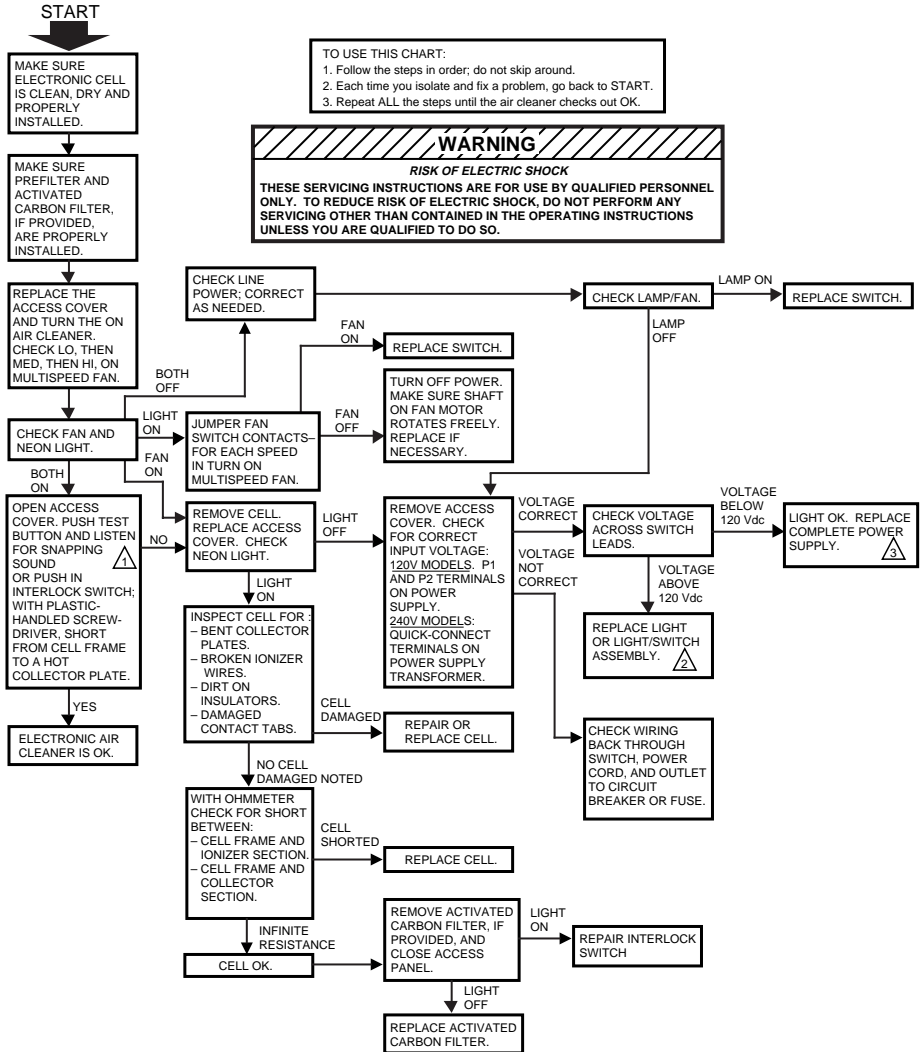 START
MAKE SURE
ELECTRONIC CELL
IS CLEAN, DRY AND
PROPERLY
INSTALLED.
TO USE THIS CHART:
1. Follow the steps in order; do not skip around.
2. Each time you isolate and fix a problem, go back to START.
3. Repeat ALL the steps until the air cleaner checks out OK.
WARNING
RISK OF ELECTRIC SHOCK
THESE SERVICING INSTRUCTIONS ARE FOR USE BY QUALIFIED PERSONNEL
ONLY. TO REDUCE RISK OF ELECTRIC SHOCK, DO NOT PERFORM ANY
SERVICING OTHER THAN CONTAINED IN THE OPERATING INSTRUCTIONS
UNLESS YOU ARE QUALIFIED TO DO SO.
MAKE SURE
PREFILTER AND
ACTIVATED
CARBON FILTER,
IF PROVIDED,
ARE PROPERLY
INSTALLED.
REPLACE THE
ACCESS COVER
AND TURN THE ON
AIR CLEANER.
CHECK LO, THEN
MED, THEN HI, ON
MULTISPEED FAN.
CHECK LINE
POWER; CORRECT
AS NEEDED.
CHECK LAMP/FAN.
LAMP ON
REPLACE SWITCH.
LAMP
OFF
FAN
ON
REPLACE SWITCH.
BOTH
OFF
CHECK FAN AND
NEON LIGHT.
LIGHT
ON
JUMPER FAN
SWITCH CONTACTS–
FOR EACH SPEED
IN TURN ON
MULTISPEED FAN.
FAN
OFF
TURN OFF POWER.
MAKE SURE SHAFT
ON FAN MOTOR
ROTATES FREELY.
REPLACE IF
NECESSARY.
FAN
ON
BOTH
ON
OPEN ACCESS
COVER. PUSH TEST
BUTTON AND LISTEN
FOR SNAPPING
SOUND
1
OR PUSH IN
INTERLOCK SWITCH;
WITH PLASTIC-
HANDLED SCREW-
DRIVER, SHORT
FROM CELL FRAME
TO A HOT
COLLECTOR PLATE.
NO
YES
ELECTRONIC AIR
CLEANER IS OK.
REMOVE CELL.
REPLACE ACCESS
COVER. CHECK
NEON LIGHT.
LIGHT
OFF
REMOVE ACCESS
COVER. CHECK
FOR CORRECT
INPUT VOLTAGE:
120V MODELS. P1
AND P2 TERMINALS
ON POWER
SUPPLY.
240V MODELS:
QUICK-CONNECT
TERMINALS ON
POWER SUPPLY
TRANSFORMER.
VOLTAGE
CORRECT
CHECK VOLTAGE
ACROSS SWITCH
LEADS.
VOLTAGE
BELOW
120 Vdc
LIGHT OK. REPLACE
COMPLETE POWER
SUPPLY.
3
VOLTAGE
NOT
CORRECT
VOLTAGE
ABOVE
120 Vdc
REPLACE LIGHT
OR LIGHT/SWITCH
ASSEMBLY.
2
CHECK WIRING
BACK THROUGH
SWITCH, POWER
CORD, AND OUTLET
TO CIRCUIT
BREAKER OR FUSE.
LIGHT
ON
INSPECT CELL FOR :
– BENT COLLECTOR
PLATES.
– BROKEN IONIZER
WIRES.
– DIRT ON
INSULATORS.
– DAMAGED
CONTACT TABS.
CELL
DAMAGED
REPAIR OR
REPLACE CELL.
NO CELL
DAMAGED NOTED
WITH OHMMETER
CHECK FOR SHORT
BETWEEN:
– CELL FRAME AND
IONIZER SECTION.
– CELL FRAME AND
COLLECTOR
SECTION.
CELL
SHORTED
REPLACE CELL.
INFINITE
RESISTANCE
CELL OK.
REMOVE ACTIVATED
CARBON FILTER, IF
PROVIDED, AND
CLOSE ACCESS
PANEL.
LIGHT
ON
REPAIR INTERLOCK
SWITCH
LIGHT
OFF
REPLACE ACTIVATED
CARBON FILTER.